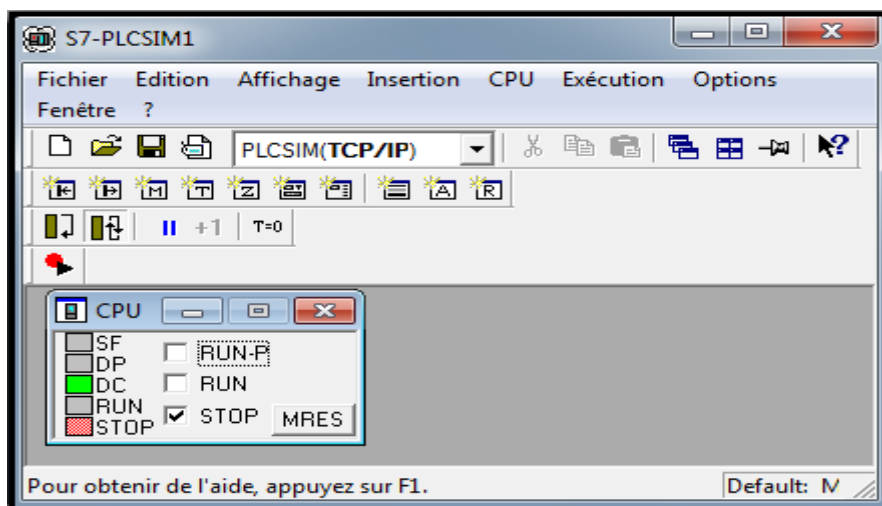 S7-PLCSIM1
Fichier Edition Affichage Insertion CPU Exécution Options
Fenêtre ?
PLCSIM(TCP/IP)
+1 T=0
CPU
SF
DP
DC
RUN
STOP
RUN-P
RUN
STOP
MRES
Pour obtenir de l'aide, appuyez sur F1.
Default: M